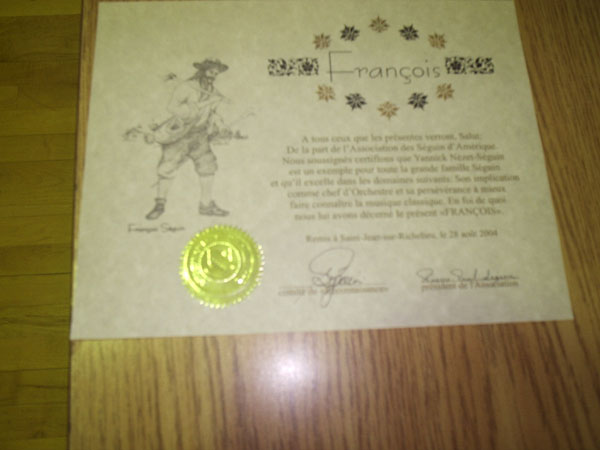 François
A tous ceux que les présentes verront, Salut;
De la part de l'Association des Séguin d'Amérique
Nous soussignés certifions que Yannick Nézet-Séguin
est un exemple pour toute la grande famille Séguin
et qu'il excelle dans les domaines suivants: Son implication
comme chef d'Orchestre et sa perseverance à mieux
faire connaître la musique classique. En foi de quoi
nous lui avons décerné le présent «FRANÇOIS».
Remis à Saint-Jean-sur-Richelieu, le 28 août 2004
François Séguin
comité de reconnaissance
président de l'Association